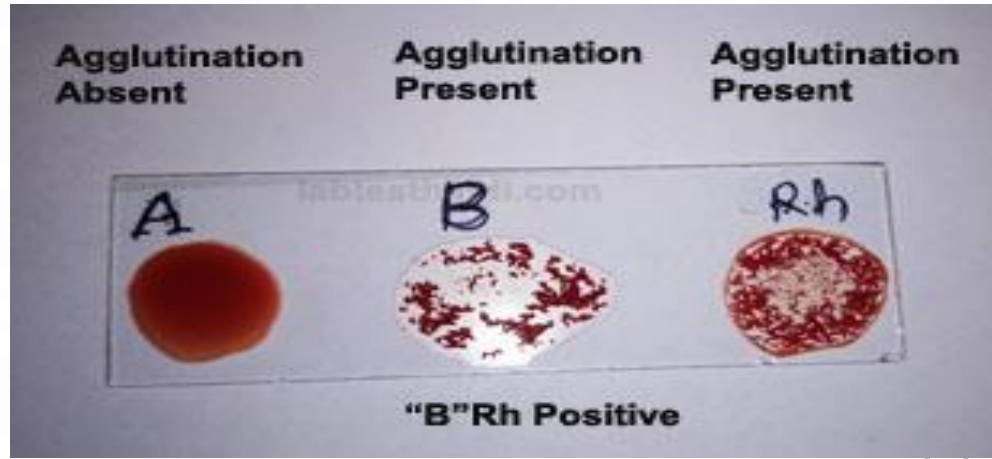 Agglutination
Absent
Agglutination
Present
Agglutination
Present
A
B
Rh
“B”Rh Positive